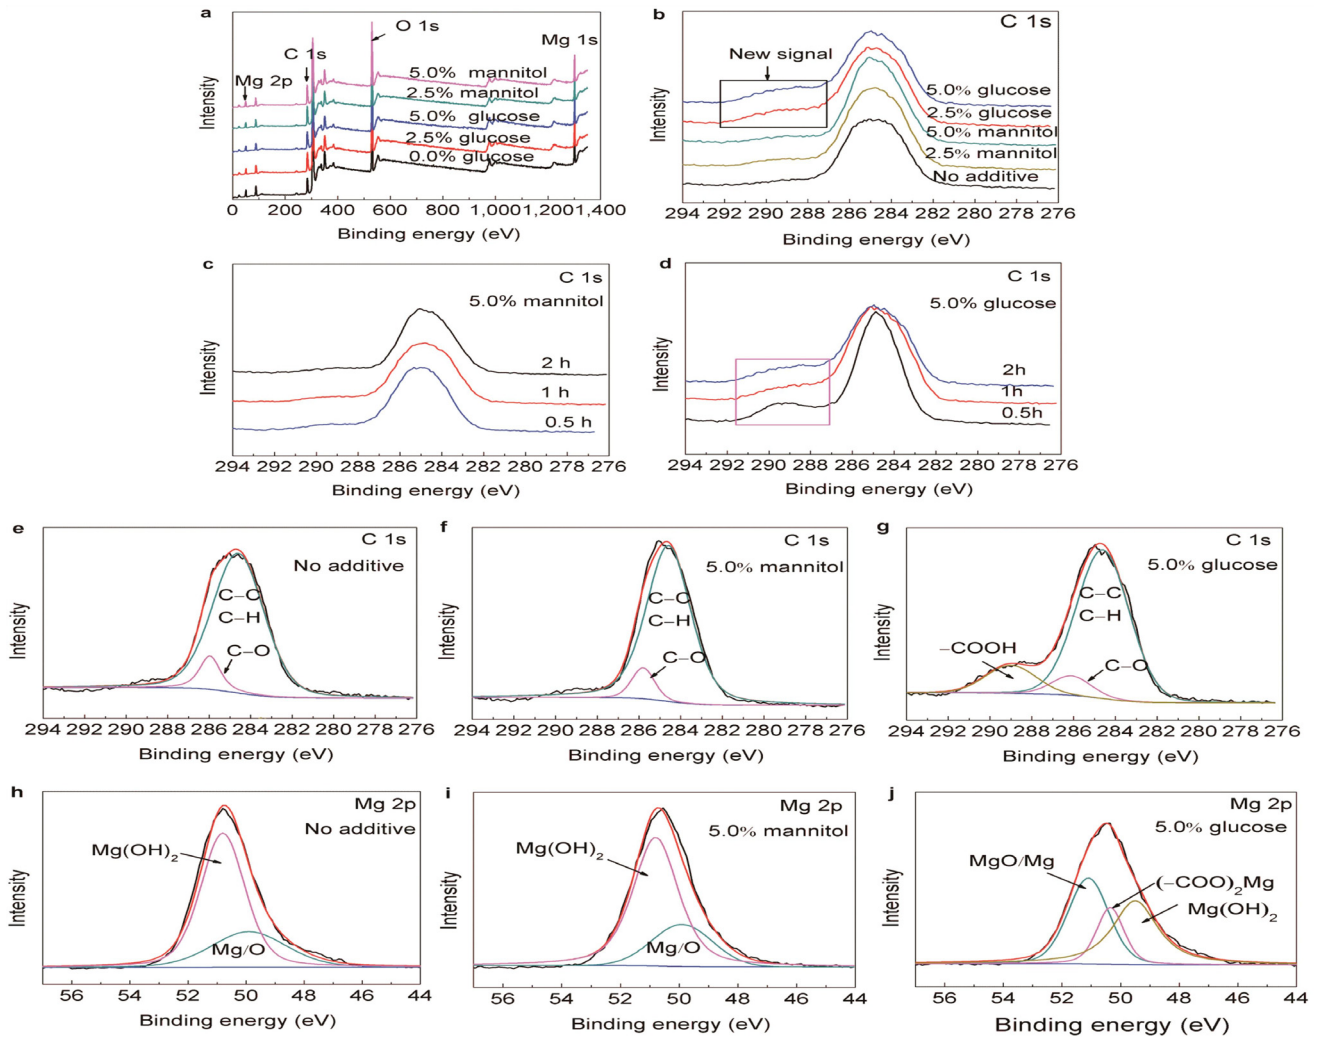 a
O 1s
C 1s
Mg 1s
Mg 2p
5.0% mannitol
2.5% mannitol
5.0% glucose
2.5% glucose
0.0% glucose
Intensity
0 200 400 600 800 1,000 1,200 1,400
Binding energy (eV)
b
C 1s
New signal
5.0% glucose
2.5% glucose
5.0% mannitol
2.5% mannitol
No additive
Intensity
294 292 290 288 286 284 282 280 278 276
Binding energy (eV)
c
C 1s
5.0% mannitol
2 h
1 h
0.5 h
Intensity
294 292 290 288 286 284 282 280 278 276
Binding energy (eV)
d
C 1s
5.0% glucose
2h
1h
0.5h
Intensity
294 292 290 288 286 284 282 280 278 276
Binding energy (eV)
e
C 1s
No additive
C–C
C–H
C–O
Intensity
294 292 290 288 286 284 282 280 278 276
Binding energy (eV)
f
C 1s
5.0% mannitol
C–C
C–H
C–O
Intensity
294 292 290 288 286 284 282 280 278 276
Binding energy (eV)
g
C 1s
5.0% glucose
C–C
C–H
–COOH
C–O
Intensity
294 292 290 288 286 284 282 280 278 276
Binding energy (eV)
h
Mg 2p
No additive
Mg(OH)₂
Mg/O
Intensity
56 54 52 50 48 46 44
Binding energy (eV)
i
Mg 2p
5.0% mannitol
Mg(OH)₂
Mg/O
Intensity
56 54 52 50 48 46 44
Binding energy (eV)
j
Mg 2p
5.0% glucose
MgO/Mg
(–COO)₂Mg
Mg(OH)₂
Intensity
56 54 52 50 48 46 44
Binding energy (eV)